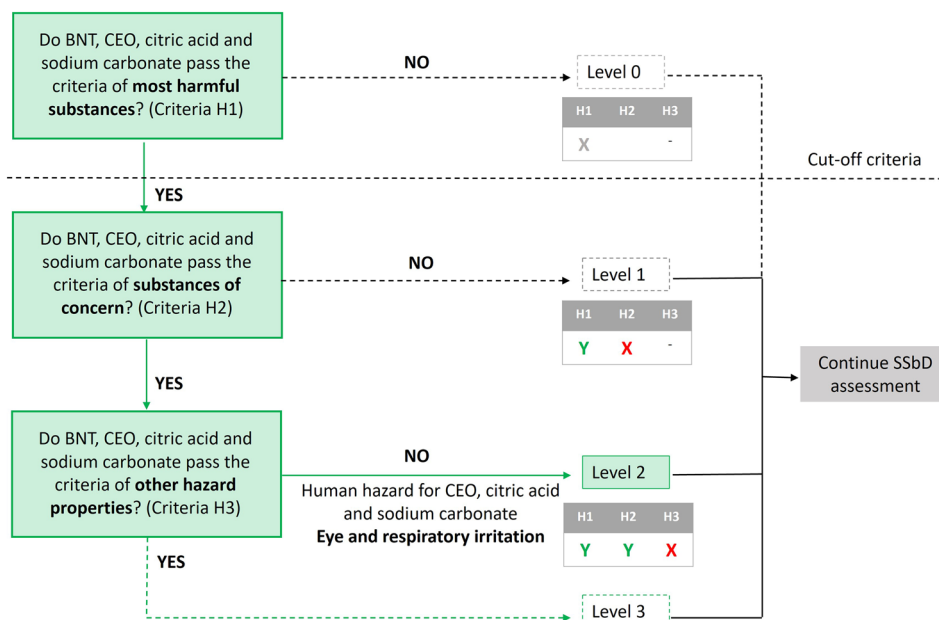 Do BNT, CEO, citric acid and
sodium carbonate pass the
criteria of most harmful
substances? (Criteria H1)
NO
Level 0
H1 H2 H3
X -
Cut-off criteria
YES
Do BNT, CEO, citric acid and
sodium carbonate pass the
criteria of substances of
concern? (Criteria H2)
NO
Level 1
H1 H2 H3
Y X -
Continue SSbD
assessment
YES
Do BNT, CEO, citric acid and
sodium carbonate pass the
criteria of other hazard
properties? (Criteria H3)
NO
Human hazard for CEO, citric acid
and sodium carbonate
Eye and respiratory irritation
Level 2
H1 H2 H3
Y Y X
YES
Level 3